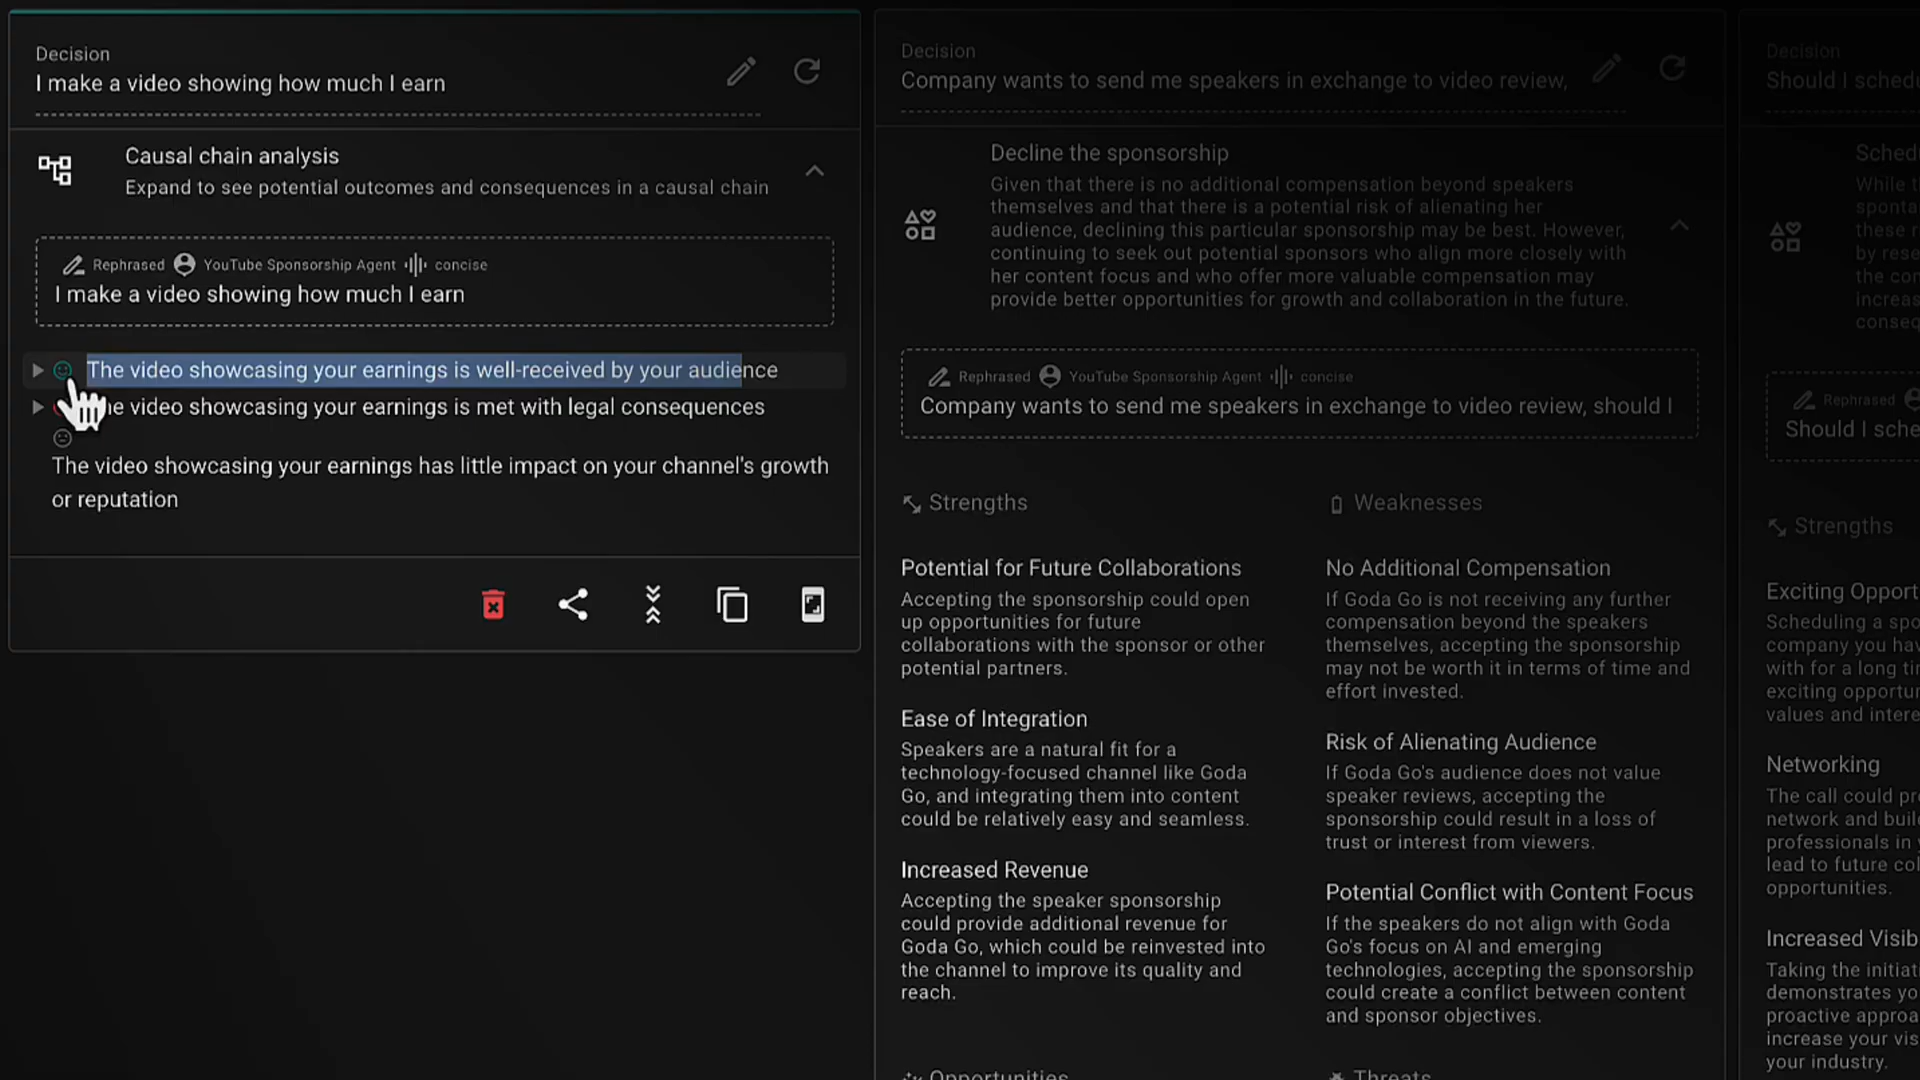 Decision
I make a video showing how much I earn
Causal chain analysis
Expand to see potential outcomes and consequences in a causal chain
Rephrased YouTube Sponsorship Agent concise
I make a video showing how much I earn
The video showcasing your earnings is well-received by your audience
video showcasing your earnings is met with legal consequences
The video showcasing your earnings has little impact on your channel's growth
or reputation
Decision
Company wants to send me speakers in exchange to video review,
Decline the sponsorship
Given that there is no additional compensation beyond speakers
themselves and that there is a potential risk of alienating her
audience, declining this particular sponsorship may be best. However,
continuing to seek out potential sponsors who align more closely with
her content focus and who offer more valuable compensation may
provide better opportunities for growth and collaboration in the future.
Rephrased YouTube Sponsorship Agent concise
Company wants to send me speakers in exchange to video review, should I
Strengths
Potential for Future Collaborations
Accepting the sponsorship could open
up opportunities for future
collaborations with the sponsor or other
potential partners.
Ease of Integration
Speakers are a natural fit for a
technology-focused channel like Goda
Go, and integrating them into content
could be relatively easy and seamless.
Increased Revenue
Accepting the speaker sponsorship
could provide additional revenue for
Goda Go, which could be reinvested into
the channel to improve its quality and
reach.
Opportunities
Weaknesses
No Additional Compensation
If Goda Go is not receiving any further
compensation beyond the speakers
themselves, accepting the sponsorship
may not be worth it in terms of time and
effort invested.
Risk of Alienating Audience
If Goda Go's audience does not value
speaker reviews, accepting the
sponsorship could result in a loss of
trust or interest from viewers.
Potential Conflict with Content Focus
If the speakers do not align with Goda
Go's focus on AI and emerging
technologies, accepting the sponsorship
could create a conflict between content
and sponsor objectives.
Threats
Decision
Should I
While
these
by
the
Rephrased
Should I
Strengths
Exciting
Scheduling a
company you
with for a long
exciting
values and
Networking
The call could
network and
professionals in
lead to future
opportunities.
Increased
Taking the
demonstrates
proactive
increase your
your industry.